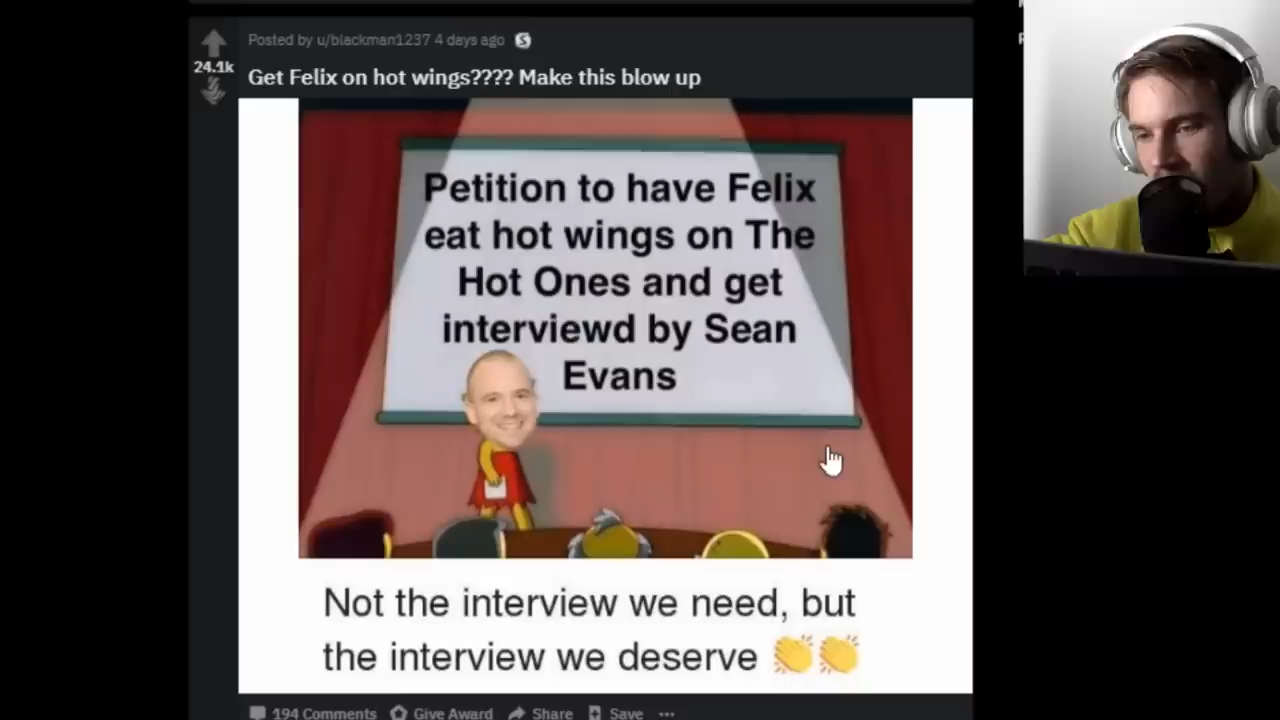 Posted by u/blackman1237 4 days ago
24.1k
Get Felix on hot wings???? Make this blow up
Petition to have Felix
eat hot wings on The
Hot Ones and get
interviewd by Sean
Evans
Not the interview we need, but
the interview we deserve 👏👏
194 Comments Give Award Share Save ...